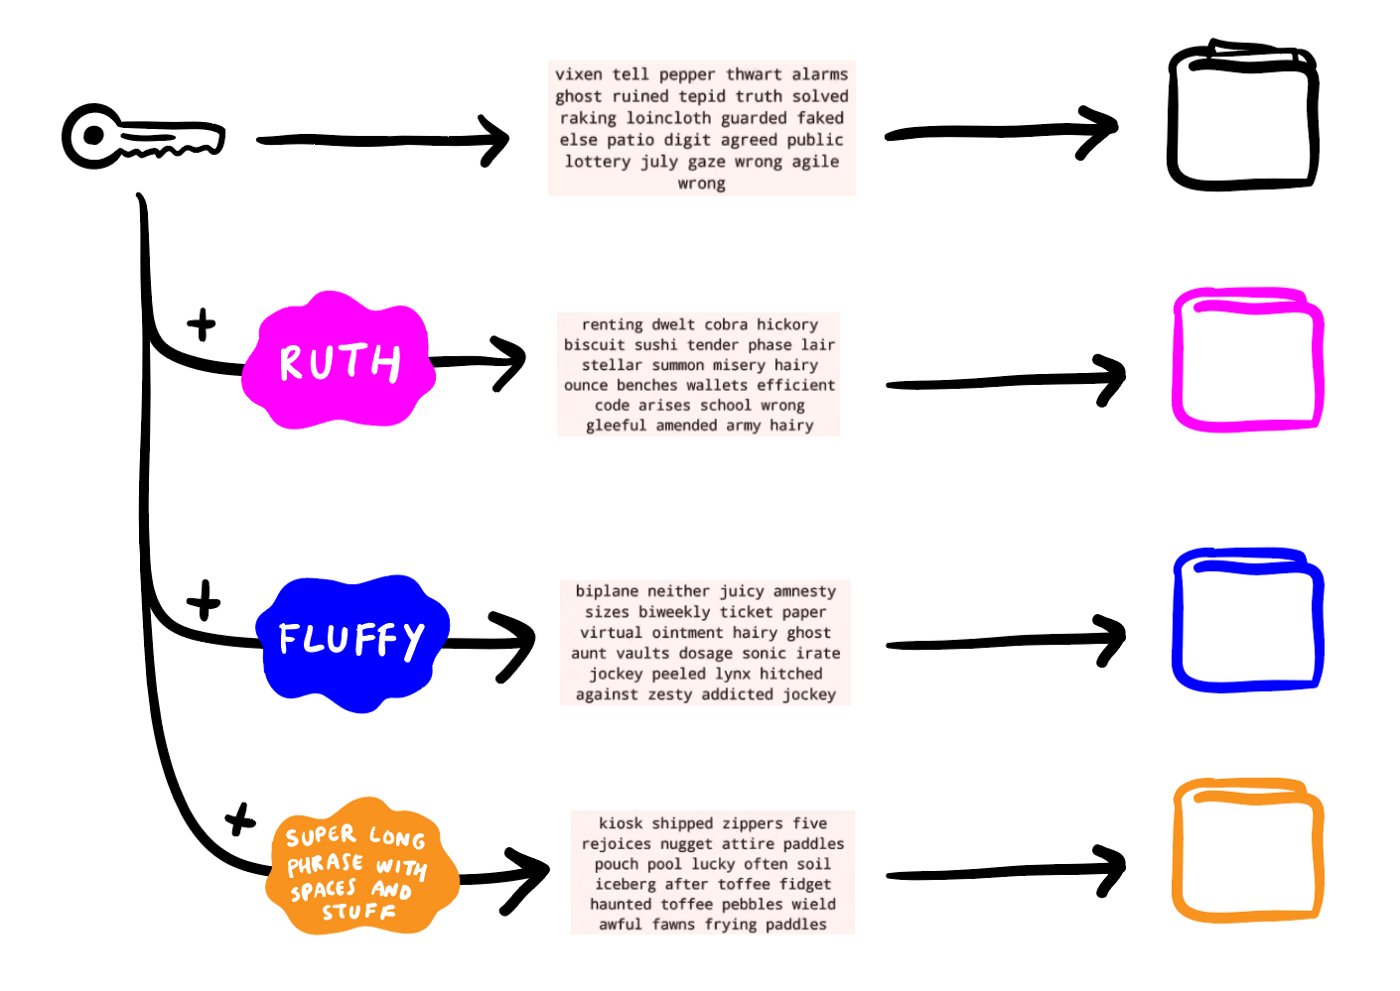 vixen tell pepper thwart alarms
ghost ruined tepid truth solved
raking loincloth guarded faked
else patio digit agreed public
lottery july gaze wrong agile
wrong
+
RUTH
renting dwelt cobra hickory
biscuit sushi tender phase lair
stellar summon misery hairy
ounce benches wallets efficient
code arises school wrong
gleeful amended army hairy
+
FLUFFY
biplane neither juicy amnesty
sizes biweekly ticket paper
virtual ointment hairy ghost
aunt vaults dosage sonic irate
jockey peeled lynx hitched
against zesty addicted jockey
+
SUPER LONG
PHRASE WITH
SPACES AND
STUFF
kiosk shipped zippers five
rejoices nugget attire paddles
pouch pool lucky often soil
iceberg after toffee fidget
haunted toffee pebbles wield
awful fawns frying paddles